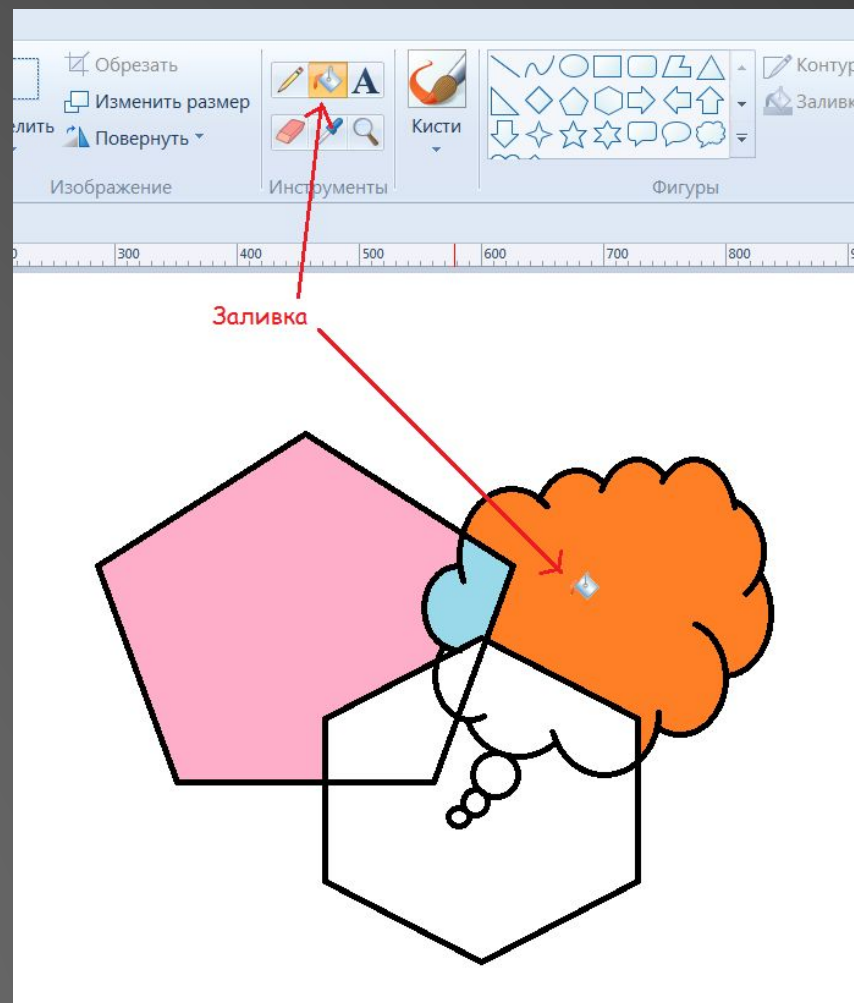 Обрезать
Изменить размер
Повернуть
Изображение
A
Инструменты
Кисти
Фигуры
300 400 500 600 700 800
Заливка